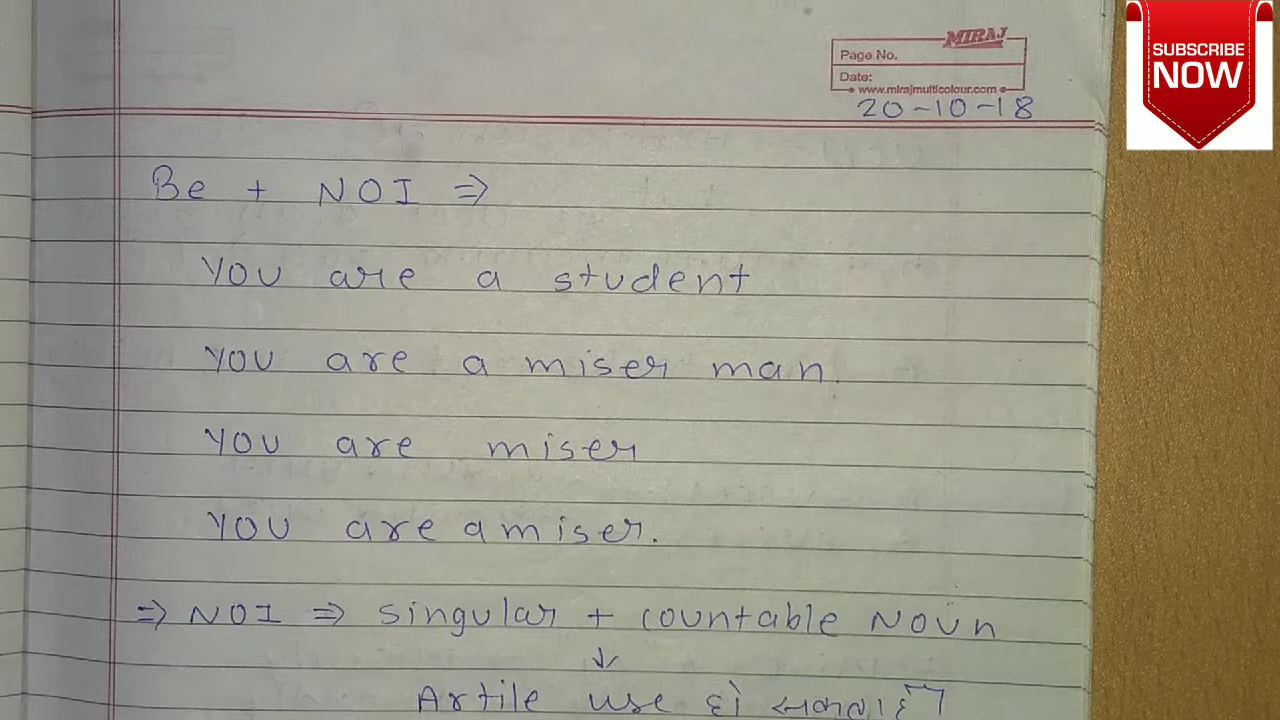 MIRAJ
Page No.
Date:
www.mirajmulticolour.com
20-10-18
SUBSCRIBE
NOW
Be + NOI ⇒
You are a student
You are a miser man.
You are miser
You are a miser.
⇒ NOI ⇒ singular + countable Noun
↓
Artile use हो सकता है